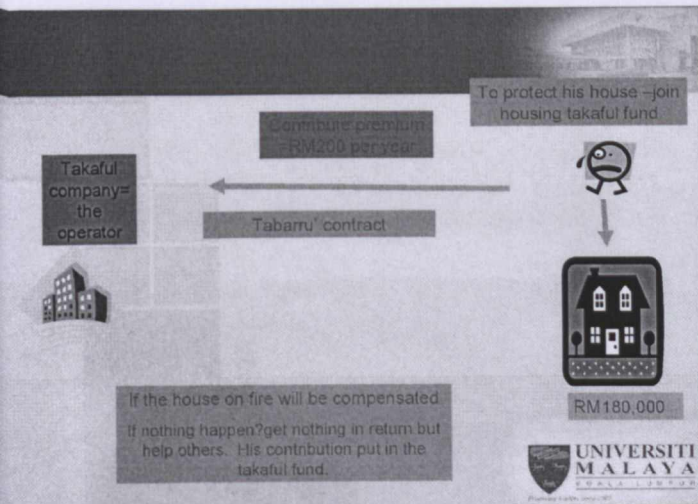 To protect his house –join
housing takaful fund
Contribute premium
=RM200 per year
Takaful
company=
the
operator
Tabarru' contract
RM180,000
If the house on fire will be compensated
If nothing happen?get nothing in return but
help others. His contribution put in the
takaful fund.
UNIVERSITI
MALAYA
KUALA LUMPUR